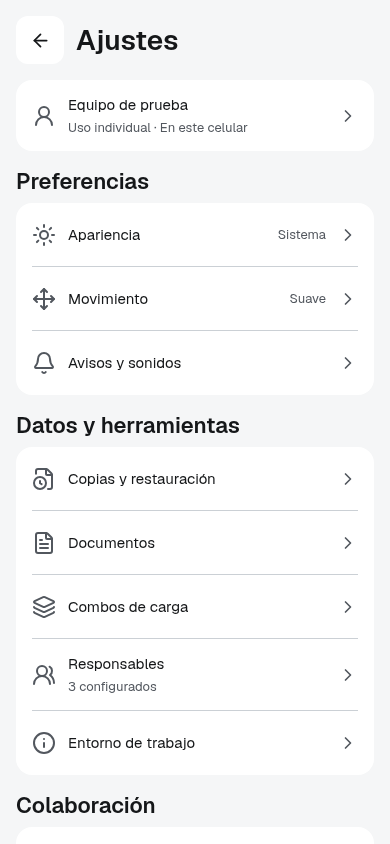 Ajustes
Equipo de prueba
Uso individual · En este celular
Preferencias
Apariencia
Sistema
Movimiento
Suave
Avisos y sonidos
Datos y herramientas
Copias y restauración
Documentos
Combos de carga
Responsables
3 configurados
Entorno de trabajo
Colaboración